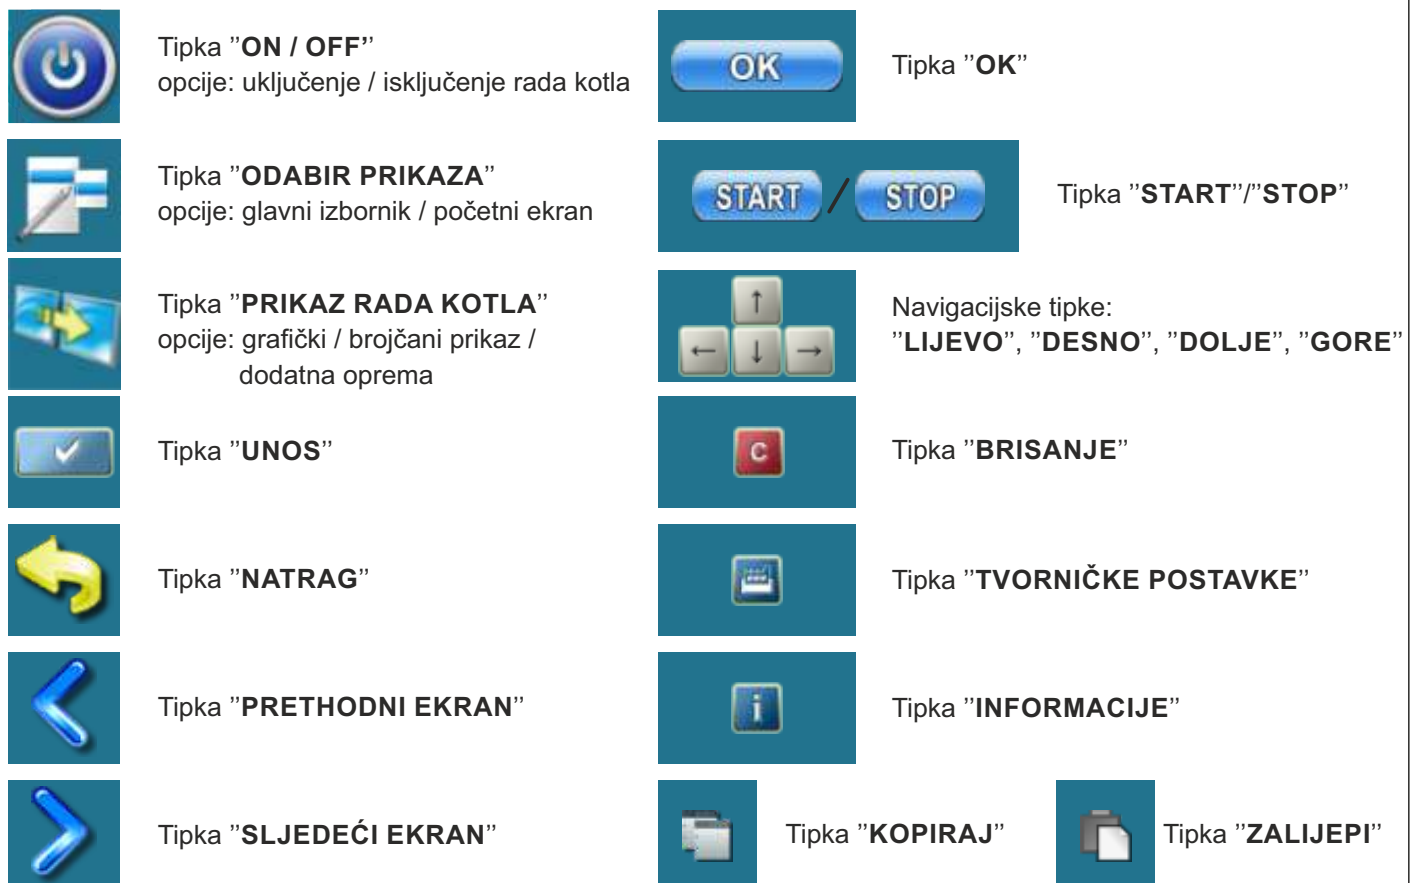 Tipka ’’ON / OFF’’
opcije: uključenje / isključenje rada kotla
Tipka ’’ODABIR PRIKAZA’’
opcije: glavni izbornik / početni ekran
Tipka ’’PRIKAZ RADA KOTLA’’
opcije: grafički / brojčani prikaz /
dodatna oprema
Tipka ’’UNOS’’
Tipka ’’NATRAG’’
Tipka ’’PRETHODNI EKRAN’’
Tipka ’’SLJEDEĆI EKRAN’’
OK
Tipka ’’OK’’
START / STOP
Tipka ’’START’’/’’STOP’’
↑
← ↓ →
Navigacijske tipke:
’’LIJEVO’’, ’’DESNO’’, ’’DOLJE’’, ’’GORE’’
C
Tipka ’’BRISANJE’’
Tipka ’’TVORNIČKE POSTAVKE’’
i
Tipka ’’INFORMACIJE’’
Tipka ’’KOPIRAJ’’
Tipka ’’ZALIJEPI’’